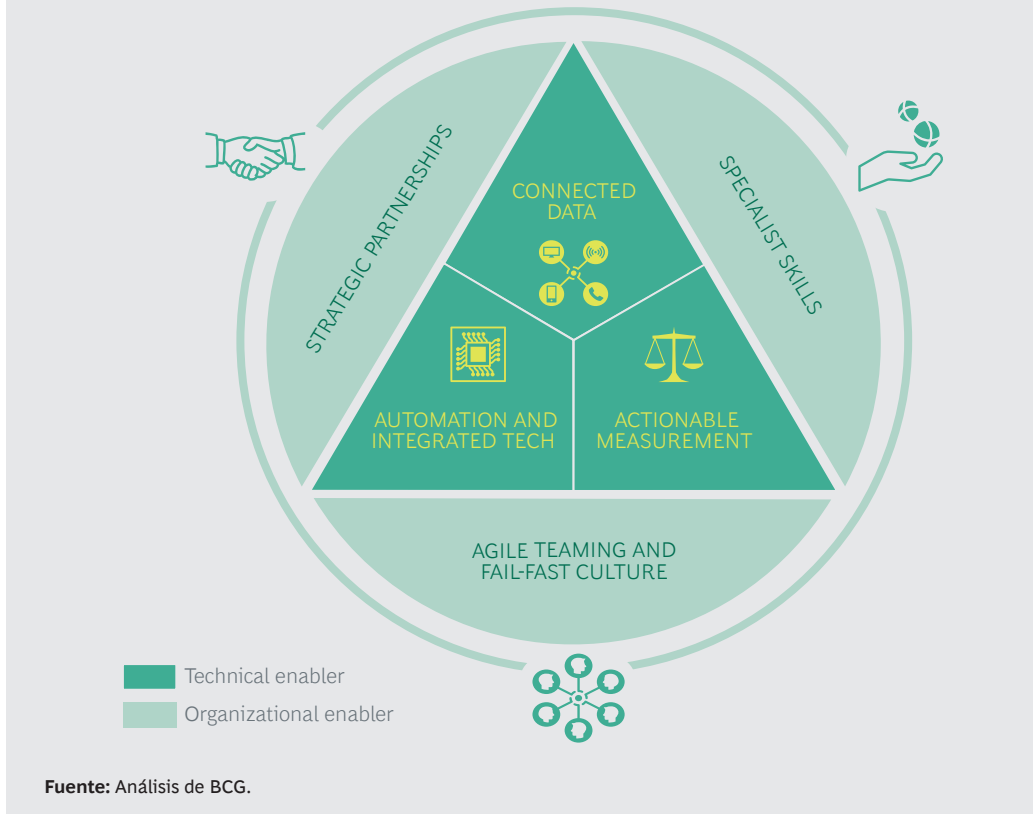 STRATEGIC PARTNERSHIPS
SPECIALIST SKILLS
CONNECTED
DATA
AUTOMATION AND
INTEGRATED TECH
ACTIONABLE
MEASUREMENT
AGILE TEAMING AND
FAIL-FAST CULTURE
Technical enabler
Organizational enabler
Fuente: Análisis de BCG.